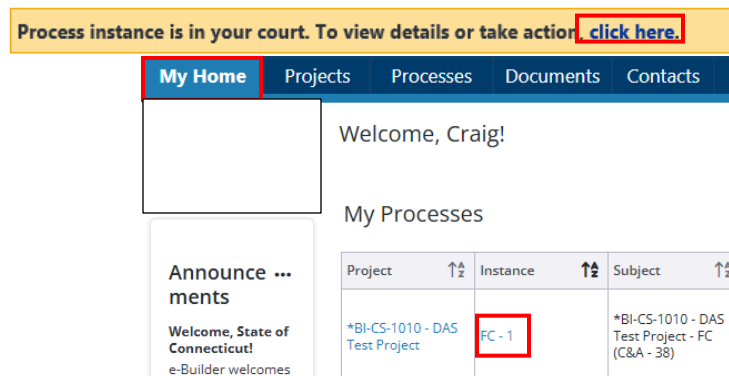 Process instance is in your court. To view details or take action, click here.
My Home Projects Processes Documents Contacts
Welcome, Craig!
My Processes
Announce ...
ments
Welcome, State of
Connecticut!
e-Builder welcomes
Project Instance Subject
*BI-CS-1010 - DAS
Test Project
FC - 1
*BI-CS-1010 - DAS
Test Project - FC
(C&A - 38)